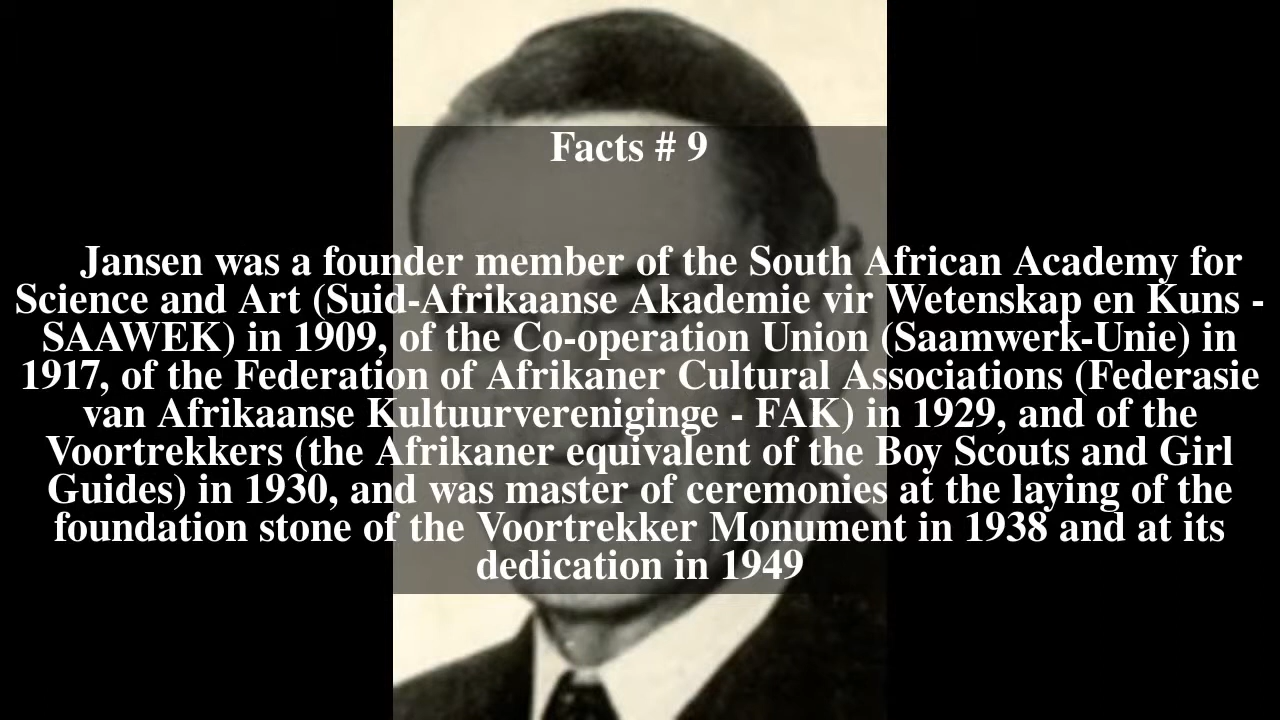 Facts # 9
Jansen was a founder member of the South African Academy for
Science and Art (Suid-Afrikaanse Akademie vir Wetenskap en Kuns -
SAAWEK) in 1909, of the Co-operation Union (Saamwerk-Unie) in
1917, of the Federation of Afrikaner Cultural Associations (Federasie
van Afrikaanse Kultuurvereniginge - FAK) in 1929, and of the
Voortrekkers (the Afrikaner equivalent of the Boy Scouts and Girl
Guides) in 1930, and was master of ceremonies at the laying of the
foundation stone of the Voortrekker Monument in 1938 and at its
dedication in 1949